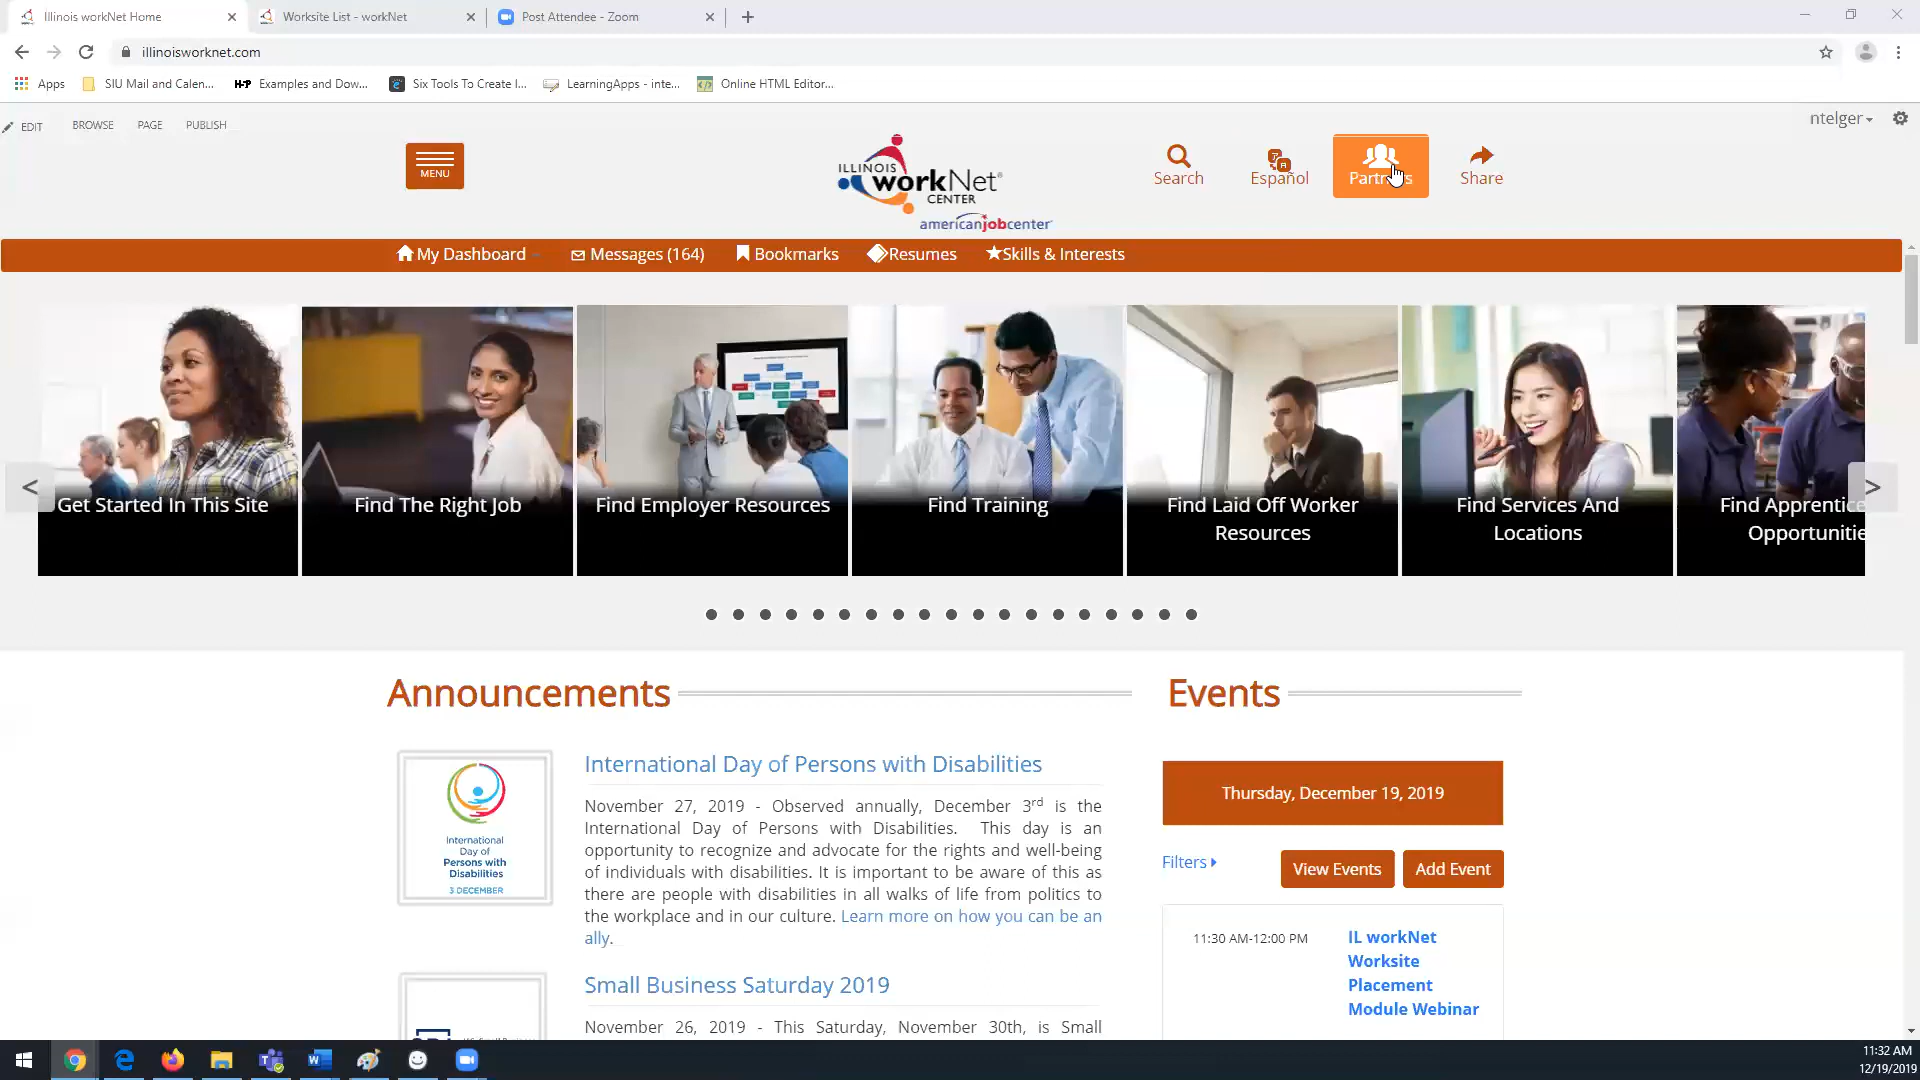 Illinois workNet Home
Worksite List - workNet
Post Attendee - Zoom
illinoisworknet.com
Apps
SIU Mail and Calen...
H+P Examples and Dow...
Six Tools To Create I...
LearningApps - inte...
Online HTML Editor...
EDIT
BROWSE
PAGE
PUBLISH
ntelger
MENU
ILLINOIS
workNet®
CENTER
americanjobcenter
Search
Español
Partners
Share
My Dashboard
Messages (164)
Bookmarks
Resumes
Skills & Interests
<
Get Started In This Site
Find The Right Job
Find Employer Resources
Find Training
Find Laid Off Worker
Resources
Find Services And
Locations
Find Apprentice
Opportunitie
>
Announcements
International
Day of
Persons with
Disabilities
3 DECEMBER
International Day of Persons with Disabilities
November 27, 2019 - Observed annually, December 3rd is the
International Day of Persons with Disabilities. This day is an
opportunity to recognize and advocate for the rights and well-being
of individuals with disabilities. It is important to be aware of this as
there are people with disabilities in all walks of life from politics to
the workplace and in our culture. Learn more on how you can be an
ally.
Small Business Saturday 2019
November 26, 2019 - This Saturday, November 30th, is Small
Events
Thursday, December 19, 2019
Filters
View Events
Add Event
11:30 AM-12:00 PM
IL workNet
Worksite
Placement
Module Webinar
11:32 AM
12/19/2019